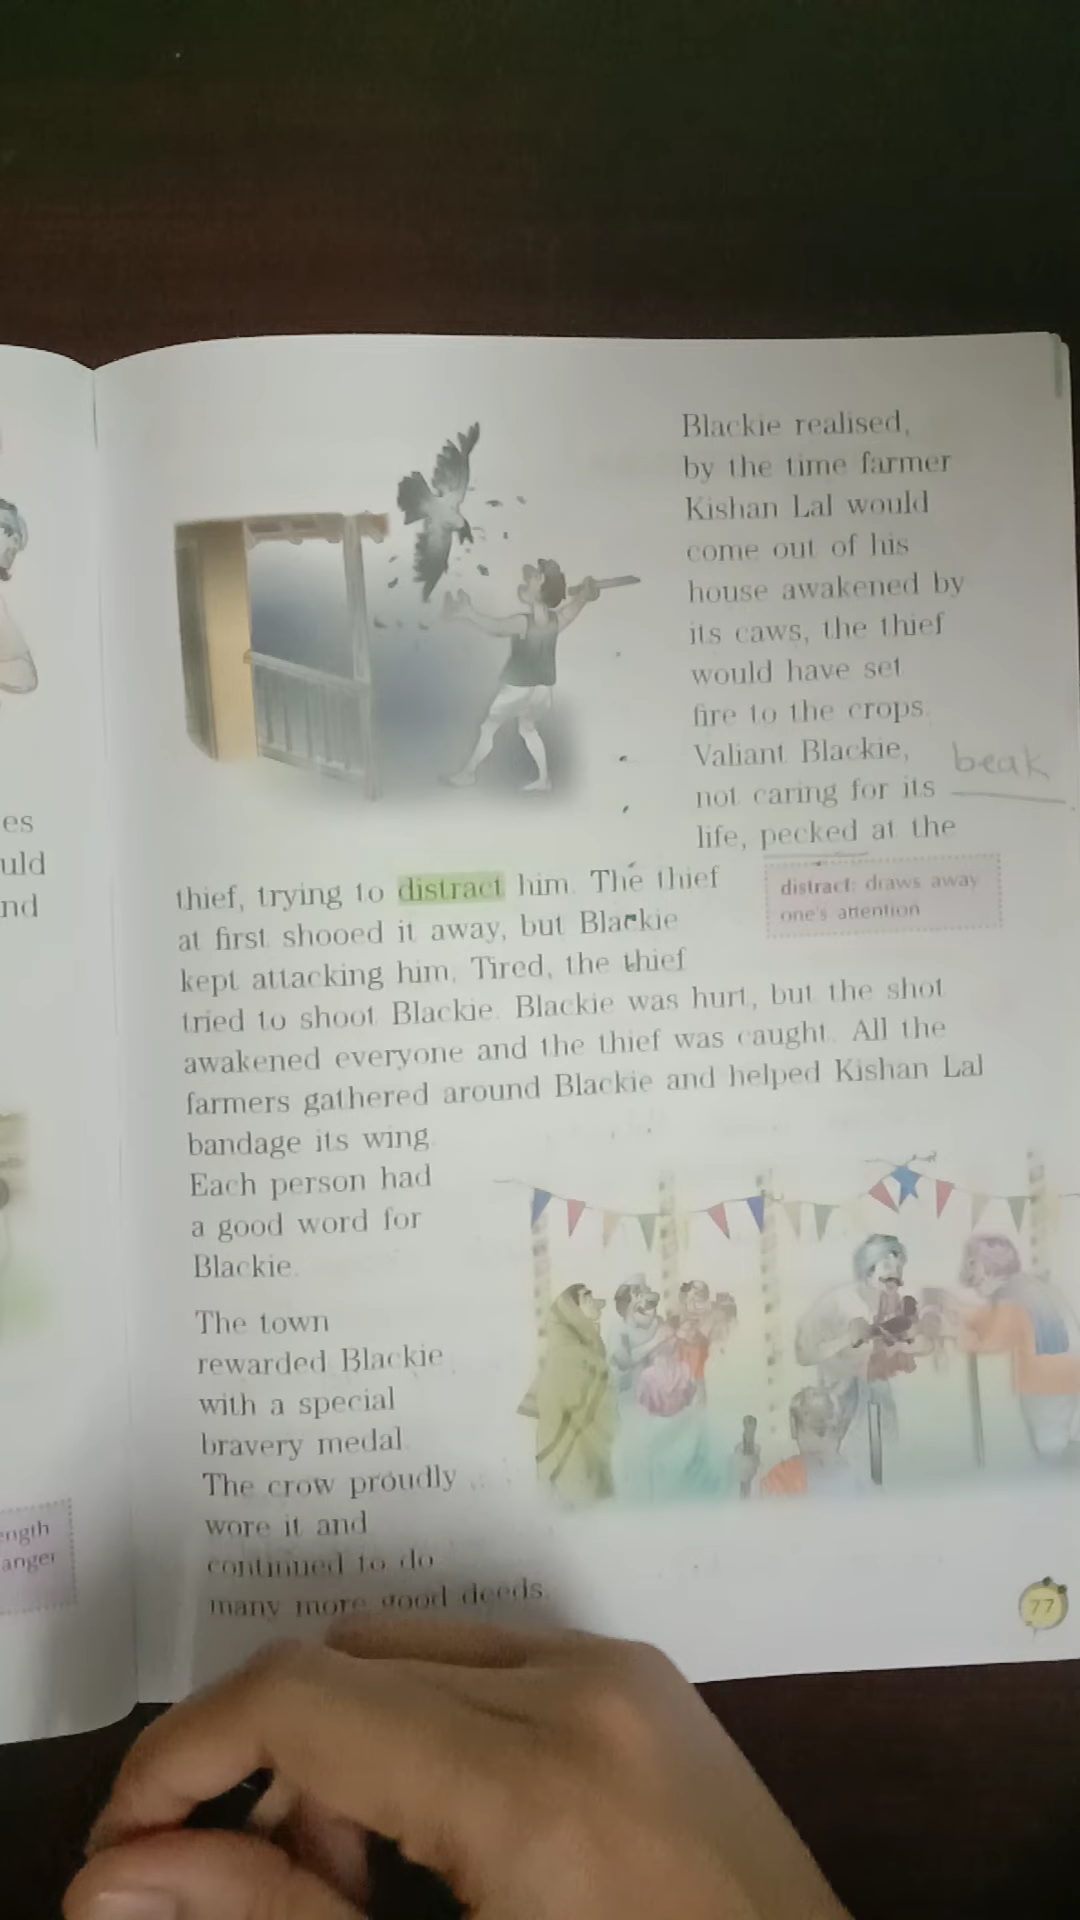 Blackie realised,
by the time farmer
Kishan Lal would
come out of his
house awakened by
its caws, the thief
would have set
fire to the crops.
Valiant Blackie,
not caring for its
life, pecked at the
beak
thief, trying to distract him. The thief
at first shooed it away, but Blackie
kept attacking him. Tired, the thief
tried to shoot Blackie. Blackie was hurt, but the shot
awakened everyone and the thief was caught. All the
farmers gathered around Blackie and helped Kishan Lal
bandage its wing.
Each person had
a good word for
Blackie.
distract: draws away
one's attention
The town
rewarded Blackie
with a special
bravery medal.
The crow proudly
wore it and
continued to do
many more good deeds.
77
es
uld
nd
ength
anger